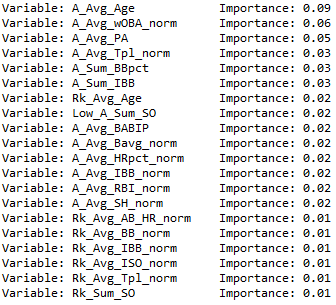 Variable: A_Avg_Age Importance: 0.09
Variable: A_Avg_wOBA_norm Importance: 0.06
Variable: A_Avg_PA Importance: 0.05
Variable: A_Avg_Tpl_norm Importance: 0.03
Variable: A_Sum_BBpct Importance: 0.03
Variable: A_Sum_IBB Importance: 0.03
Variable: Rk_Avg_Age Importance: 0.02
Variable: Low_A_Sum_SO Importance: 0.02
Variable: A_Avg_BABIP Importance: 0.02
Variable: A_Avg_Bavg_norm Importance: 0.02
Variable: A_Avg_HRpct_norm Importance: 0.02
Variable: A_Avg_IBB_norm Importance: 0.02
Variable: A_Avg_RBI_norm Importance: 0.02
Variable: A_Avg_SH_norm Importance: 0.02
Variable: Rk_Avg_AB_HR_norm Importance: 0.01
Variable: Rk_Avg_BB_norm Importance: 0.01
Variable: Rk_Avg_IBB_norm Importance: 0.01
Variable: Rk_Avg_ISO_norm Importance: 0.01
Variable: Rk_Avg_Tpl_norm Importance: 0.01
Variable: Rk_Sum_SO Importance: 0.01